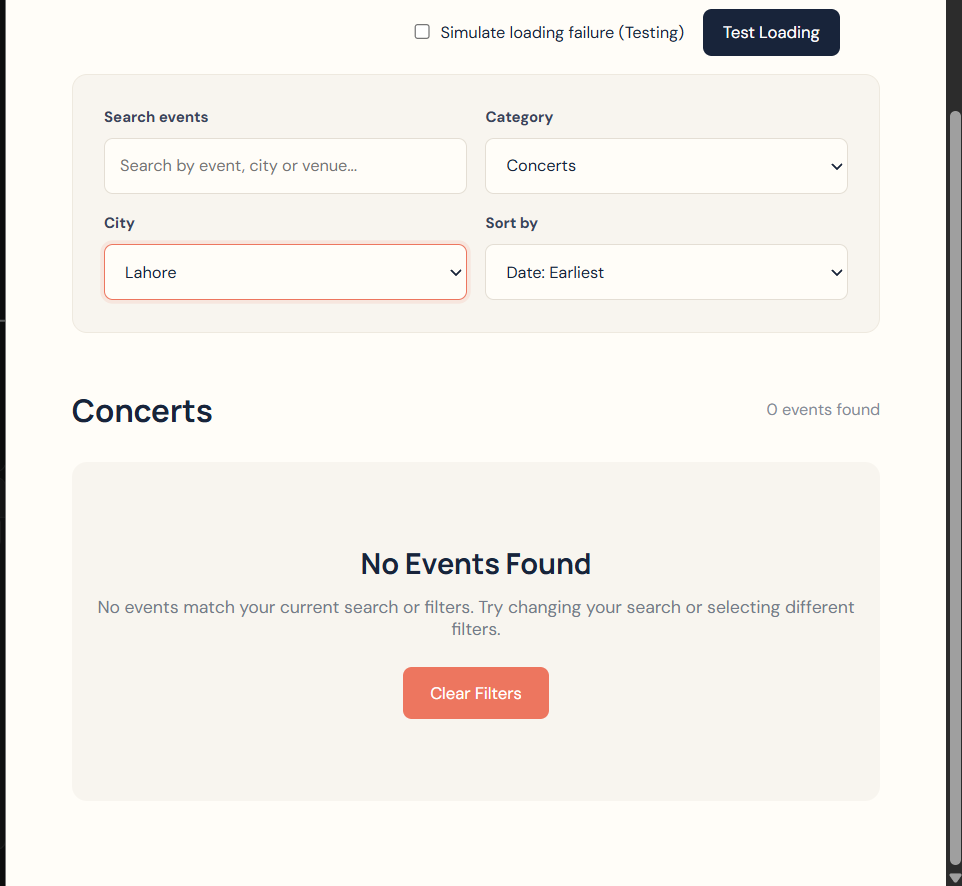 Simulate loading failure (Testing)
Test Loading
Search events
Category
Search by event, city or venue...
Concerts
City
Sort by
Lahore
Date: Earliest
Concerts
0 events found
No Events Found
No events match your current search or filters. Try changing your search or selecting different
filters.
Clear Filters